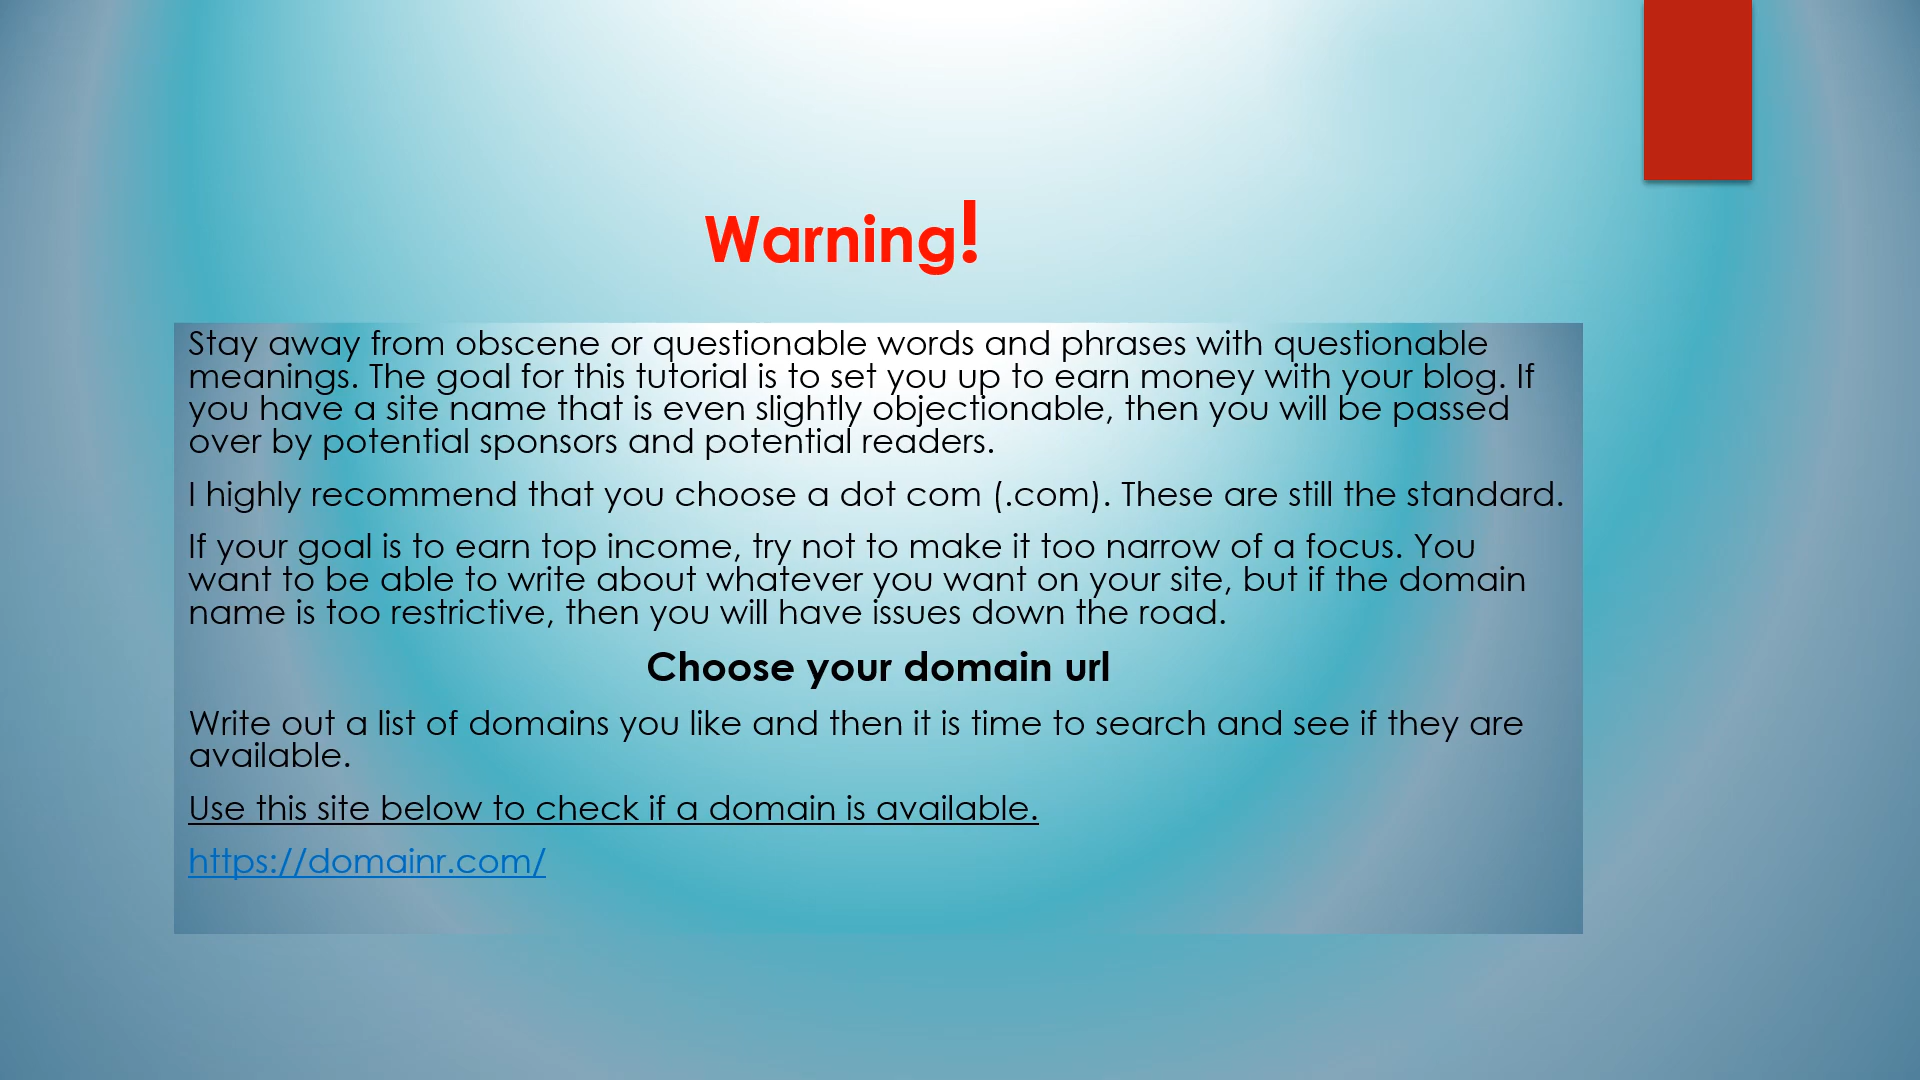 Warning!
Stay away from obscene or questionable words and phrases with questionable
meanings. The goal for this tutorial is to set you up to earn money with your blog. If
you have a site name that is even slightly objectionable, then you will be passed
over by potential sponsors and potential readers.
I highly recommend that you choose a dot com (.com). These are still the standard.
If your goal is to earn top income, try not to make it too narrow of a focus. You
want to be able to write about whatever you want on your site, but if the domain
name is too restrictive, then you will have issues down the road.
Choose your domain url
Write out a list of domains you like and then it is time to search and see if they are
available.
Use this site below to check if a domain is available.
https://domainr.com/